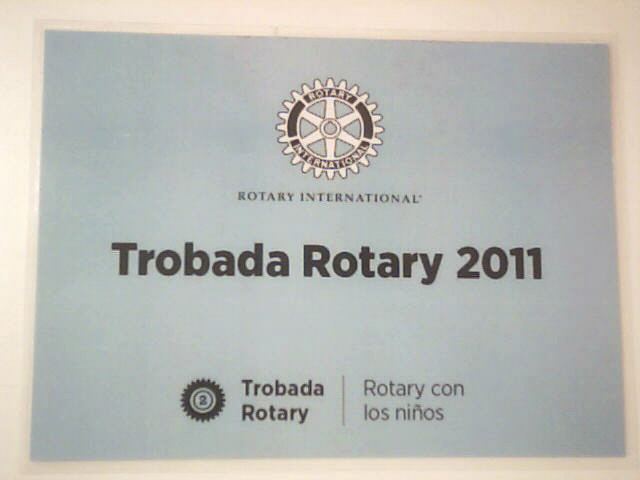 ROTARY
INTERNATIONAL
ROTARY INTERNATIONAL®
Trobada Rotary 2011
2
Trobada
Rotary
Rotary con
los niños